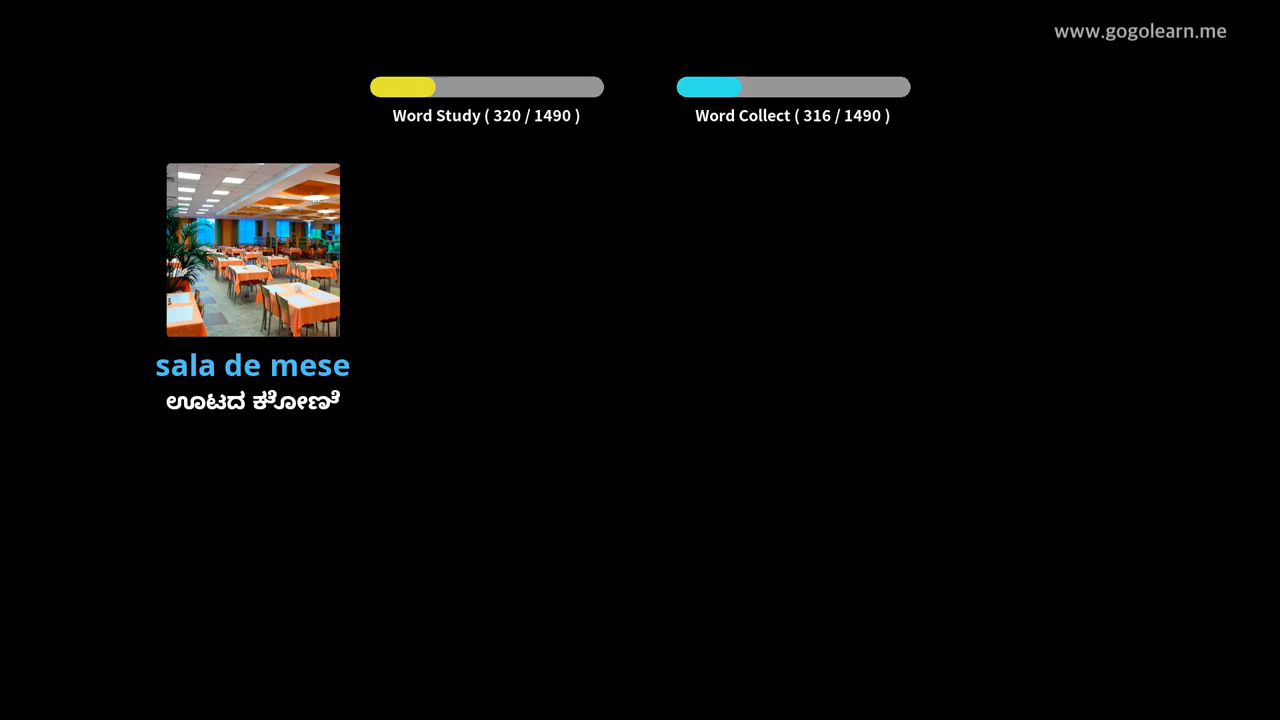 www.gogolearn.me
Word Study ( 320 / 1490 )
Word Collect ( 316 / 1490 )
sala de mese
ಊಟದ ಕೋಣೆ